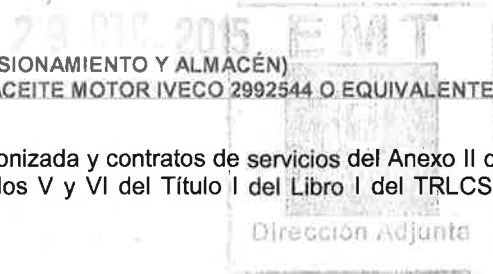 29 DIC. 2015 EMT
SIONAMIENTO Y ALMACÉN)
ACEITE MOTOR IVECO 2992544 O EQUIVALENTE
onizada y contratos de servicios del Anexo II d
los V y VI del Título I del Libro I del TRLCS
Dirección Adjunta